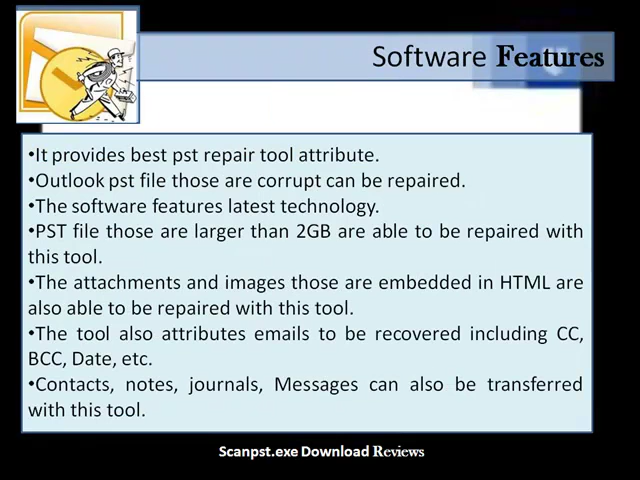 Software Features
•It provides best pst repair tool attribute.
•Outlook pst file those are corrupt can be repaired.
•The software features latest technology.
•PST file those are larger than 2GB are able to be repaired with
this tool.
•The attachments and images those are embedded in HTML are
also able to be repaired with this tool.
•The tool also attributes emails to be recovered including CC,
BCC, Date, etc.
•Contacts, notes, journals, Messages can also be transferred
with this tool.
Scanpst.exe Download Reviews